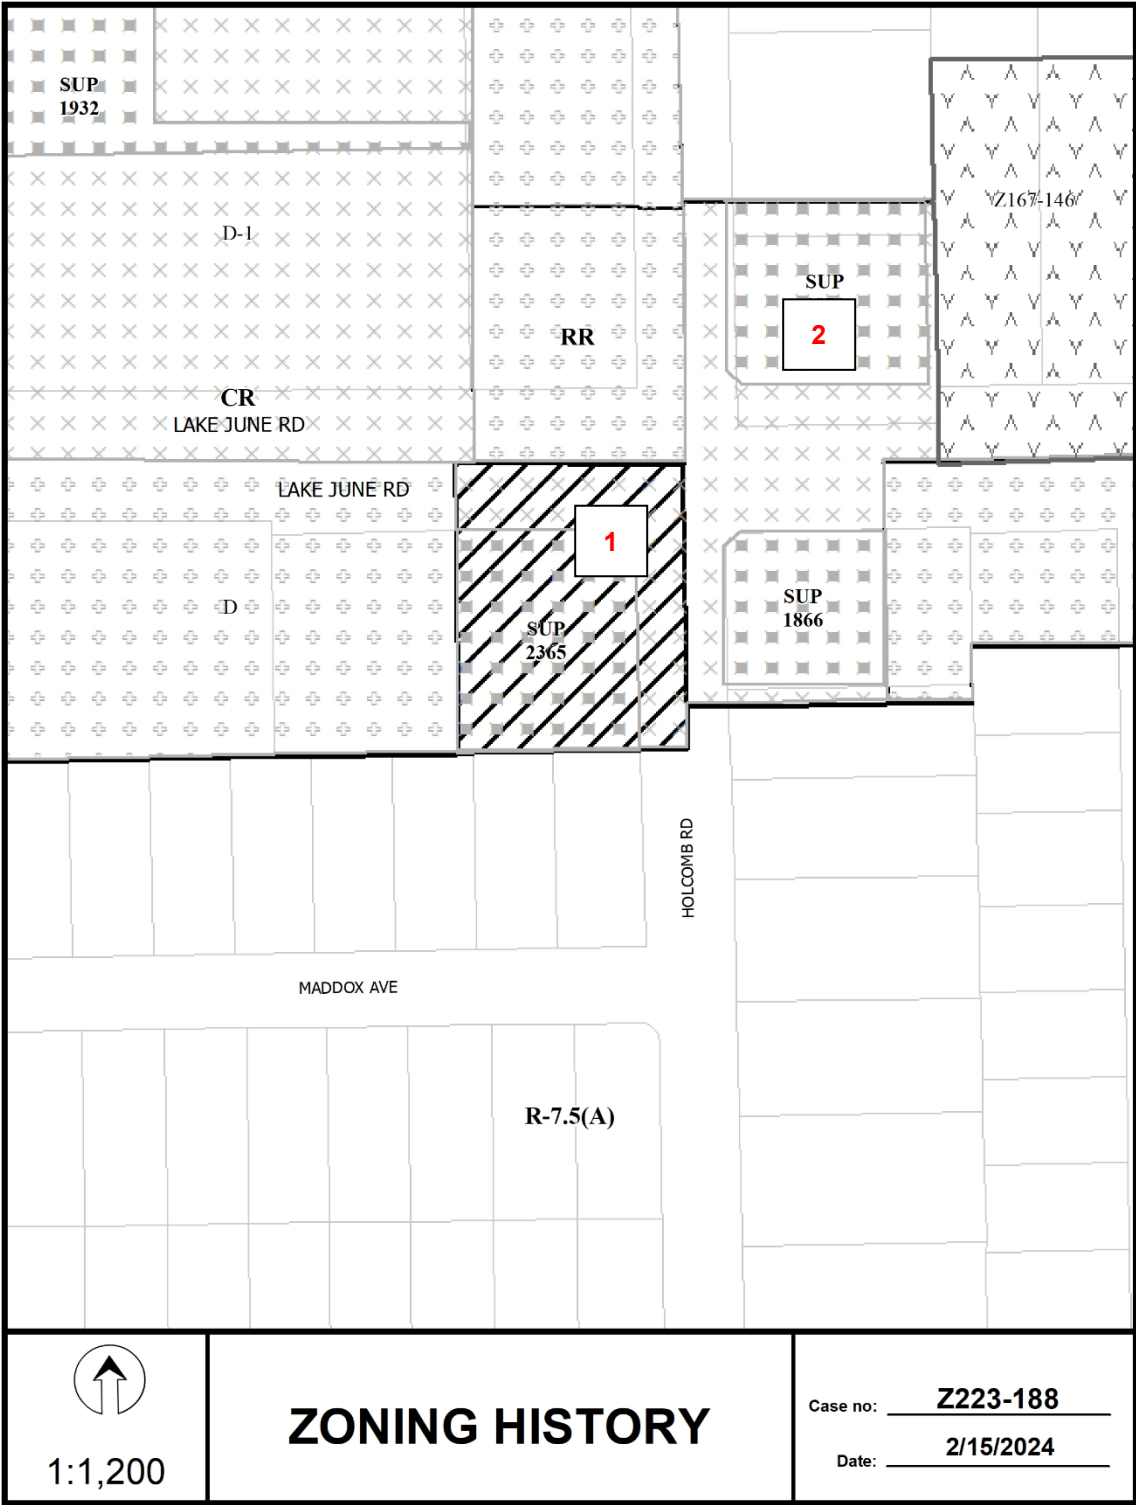 SUP
1932
Z167-146
D-1
SUP
2
RR
CR
LAKE JUNE RD
LAKE JUNE RD
1
SUP
1866
D
SUP
2365
HOLCOMB RD
MADDOX AVE
R-7.5(A)
1:1,200
ZONING HISTORY
Case no: Z223-188
Date: 2/15/2024